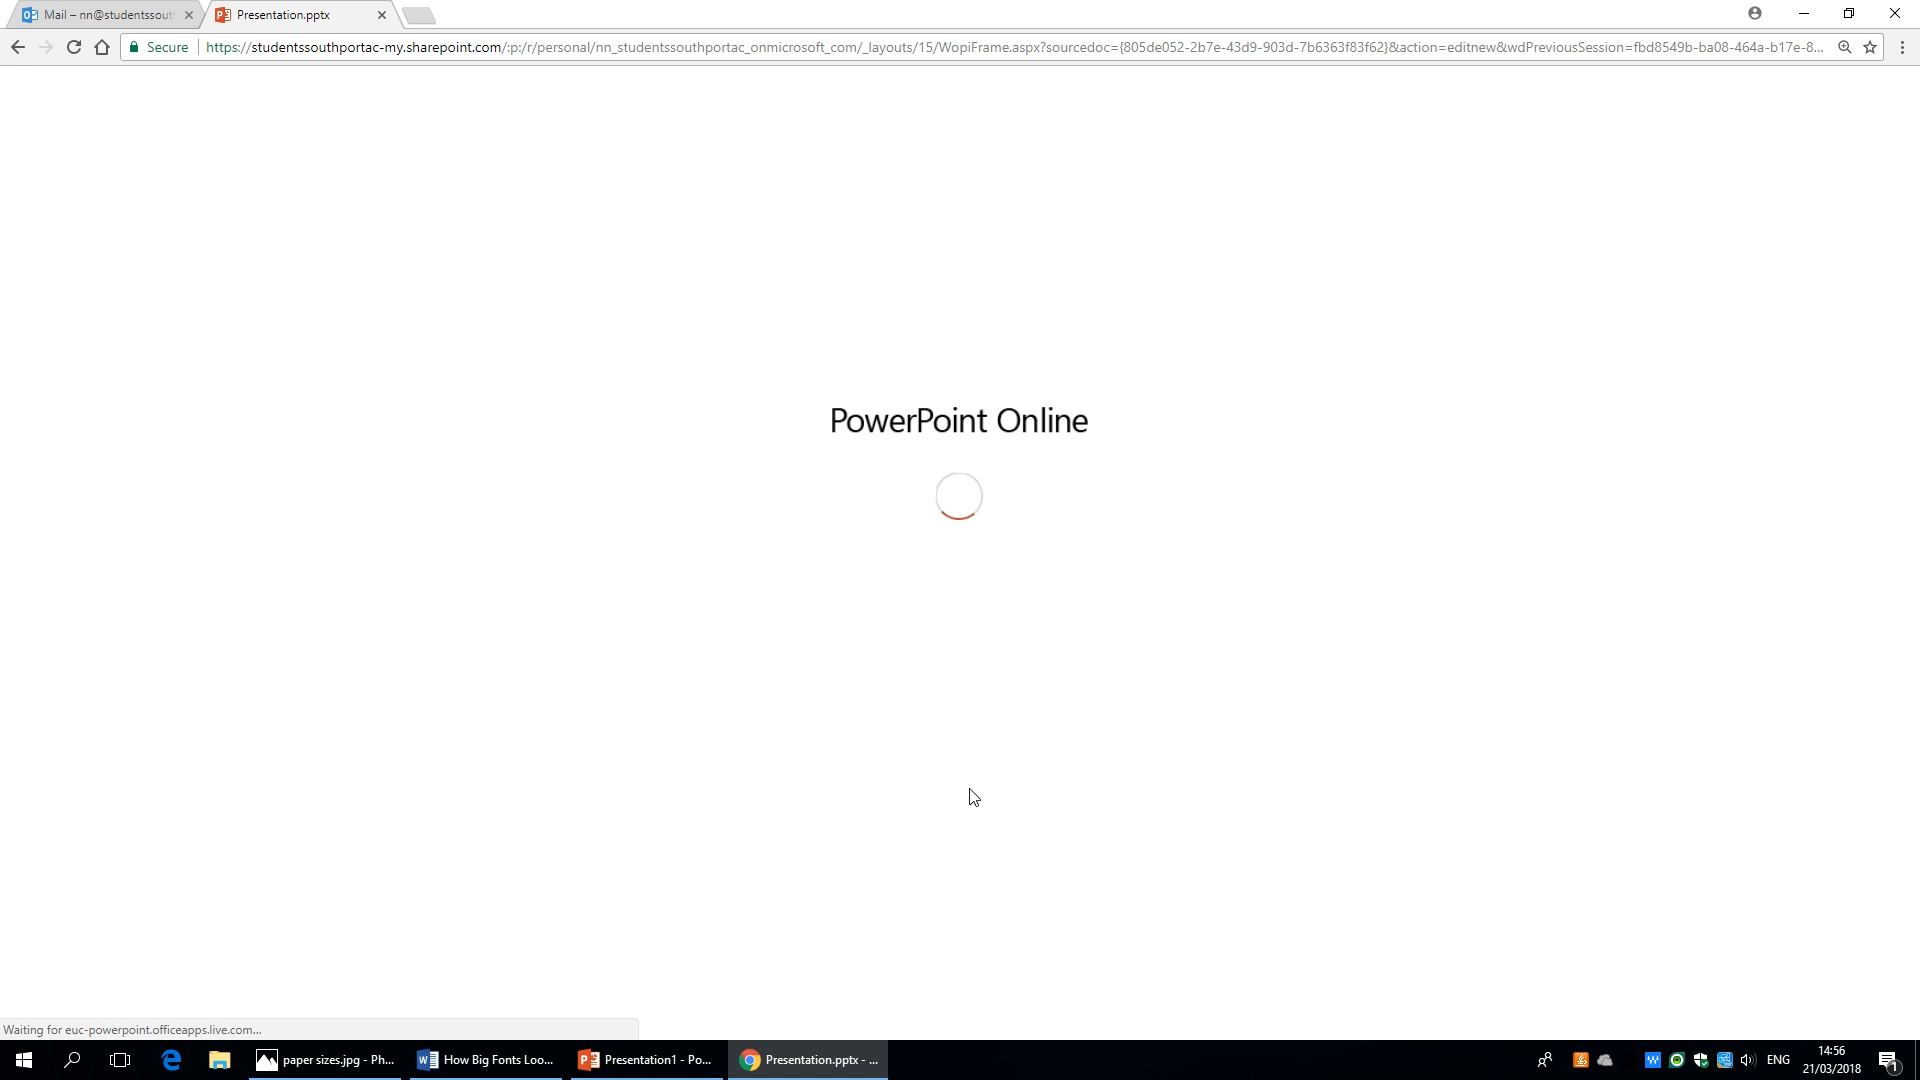 Mail – nn@studentssout
Presentation.pptx
Secure
https://studentssouthportac-my.sharepoint.com/:p:/r/personal/nn_studentssouthportac_onmicrosoft_com/_layouts/15/WopiFrame.aspx?sourcedoc={805de052-2b7e-43d9-903d-7b6363f83f62}&action=editnew&wdPreviousSession=fbd8549b-ba08-464a-b17e-8...
PowerPoint Online
Waiting for euc-powerpoint.officeapps.live.com...
paper sizes.jpg - Ph...
How Big Fonts Loo...
Presentation1 - Po...
Presentation.pptx - ...
ENG
14:56
21/03/2018
1